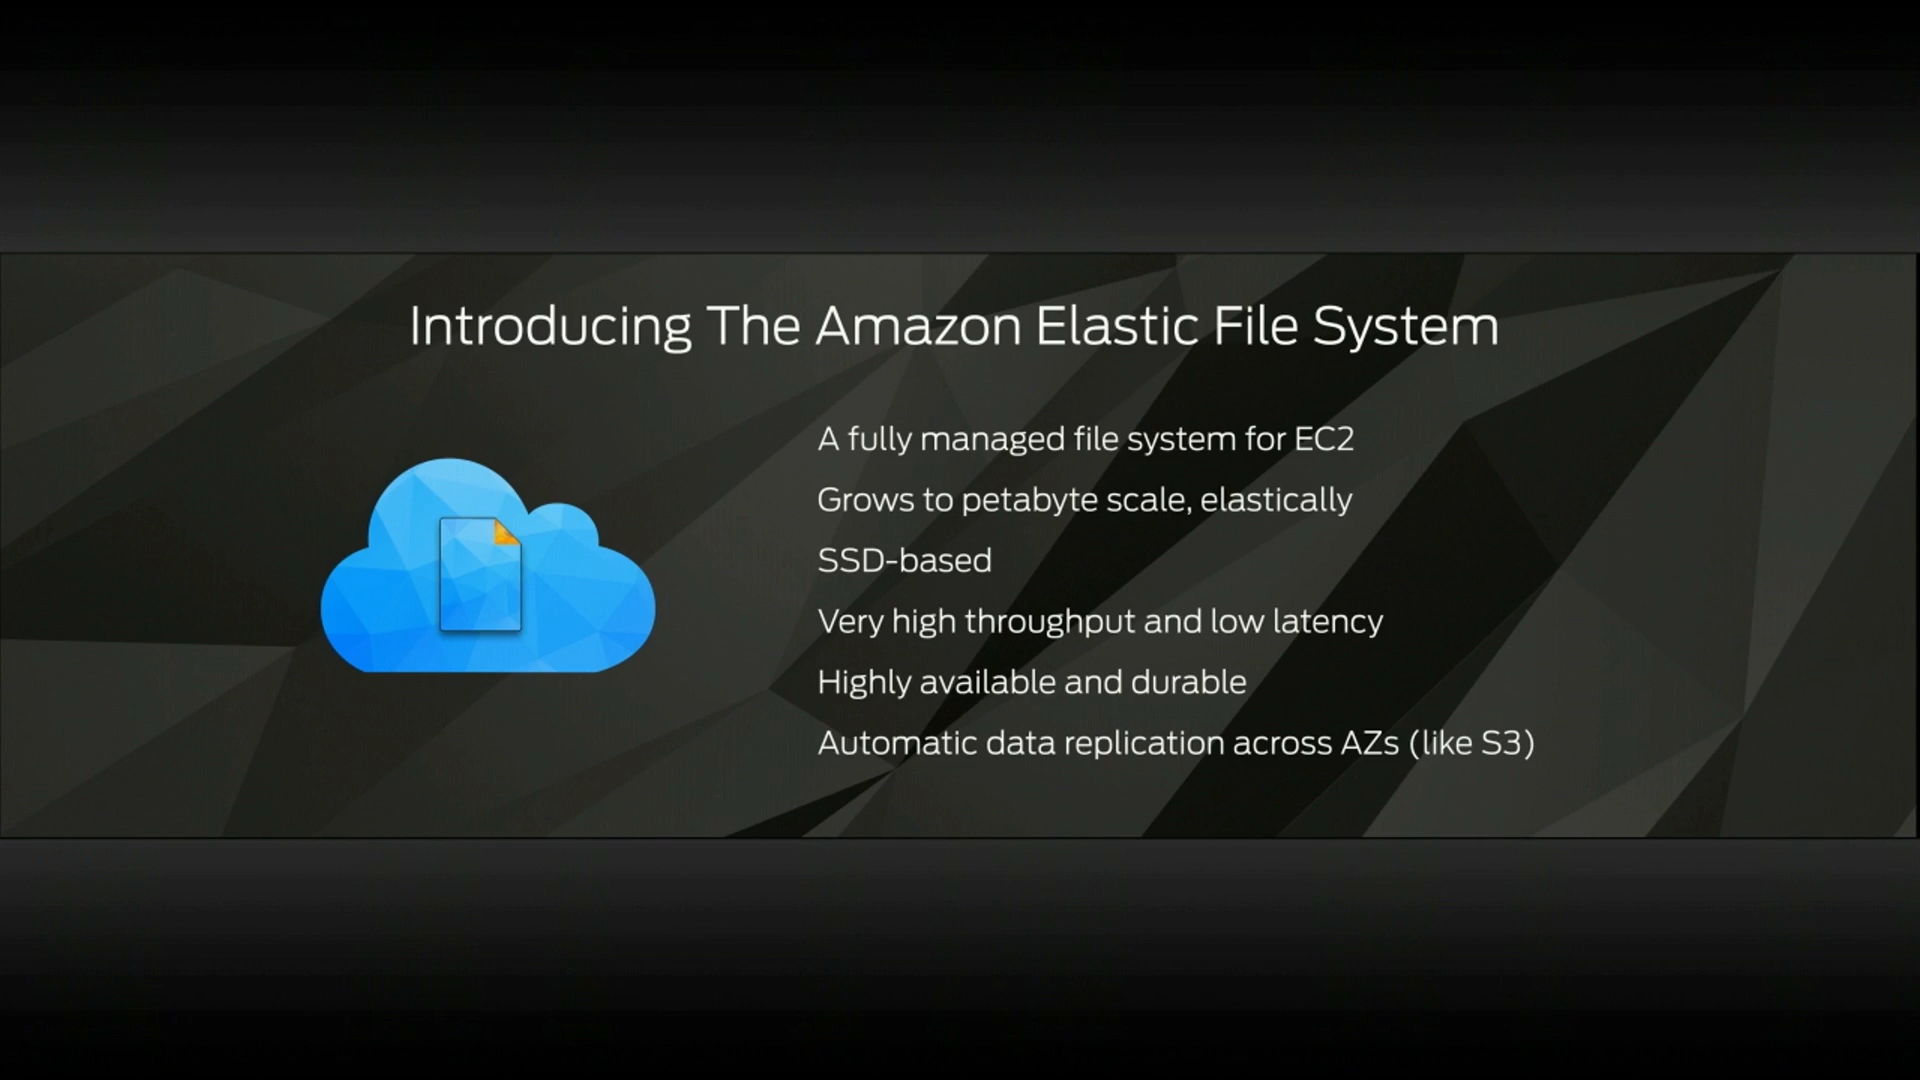 Introducing The Amazon Elastic File System
A fully managed file system for EC2
Grows to petabyte scale, elastically
SSD-based
Very high throughput and low latency
Highly available and durable
Automatic data replication across AZs (like S3)